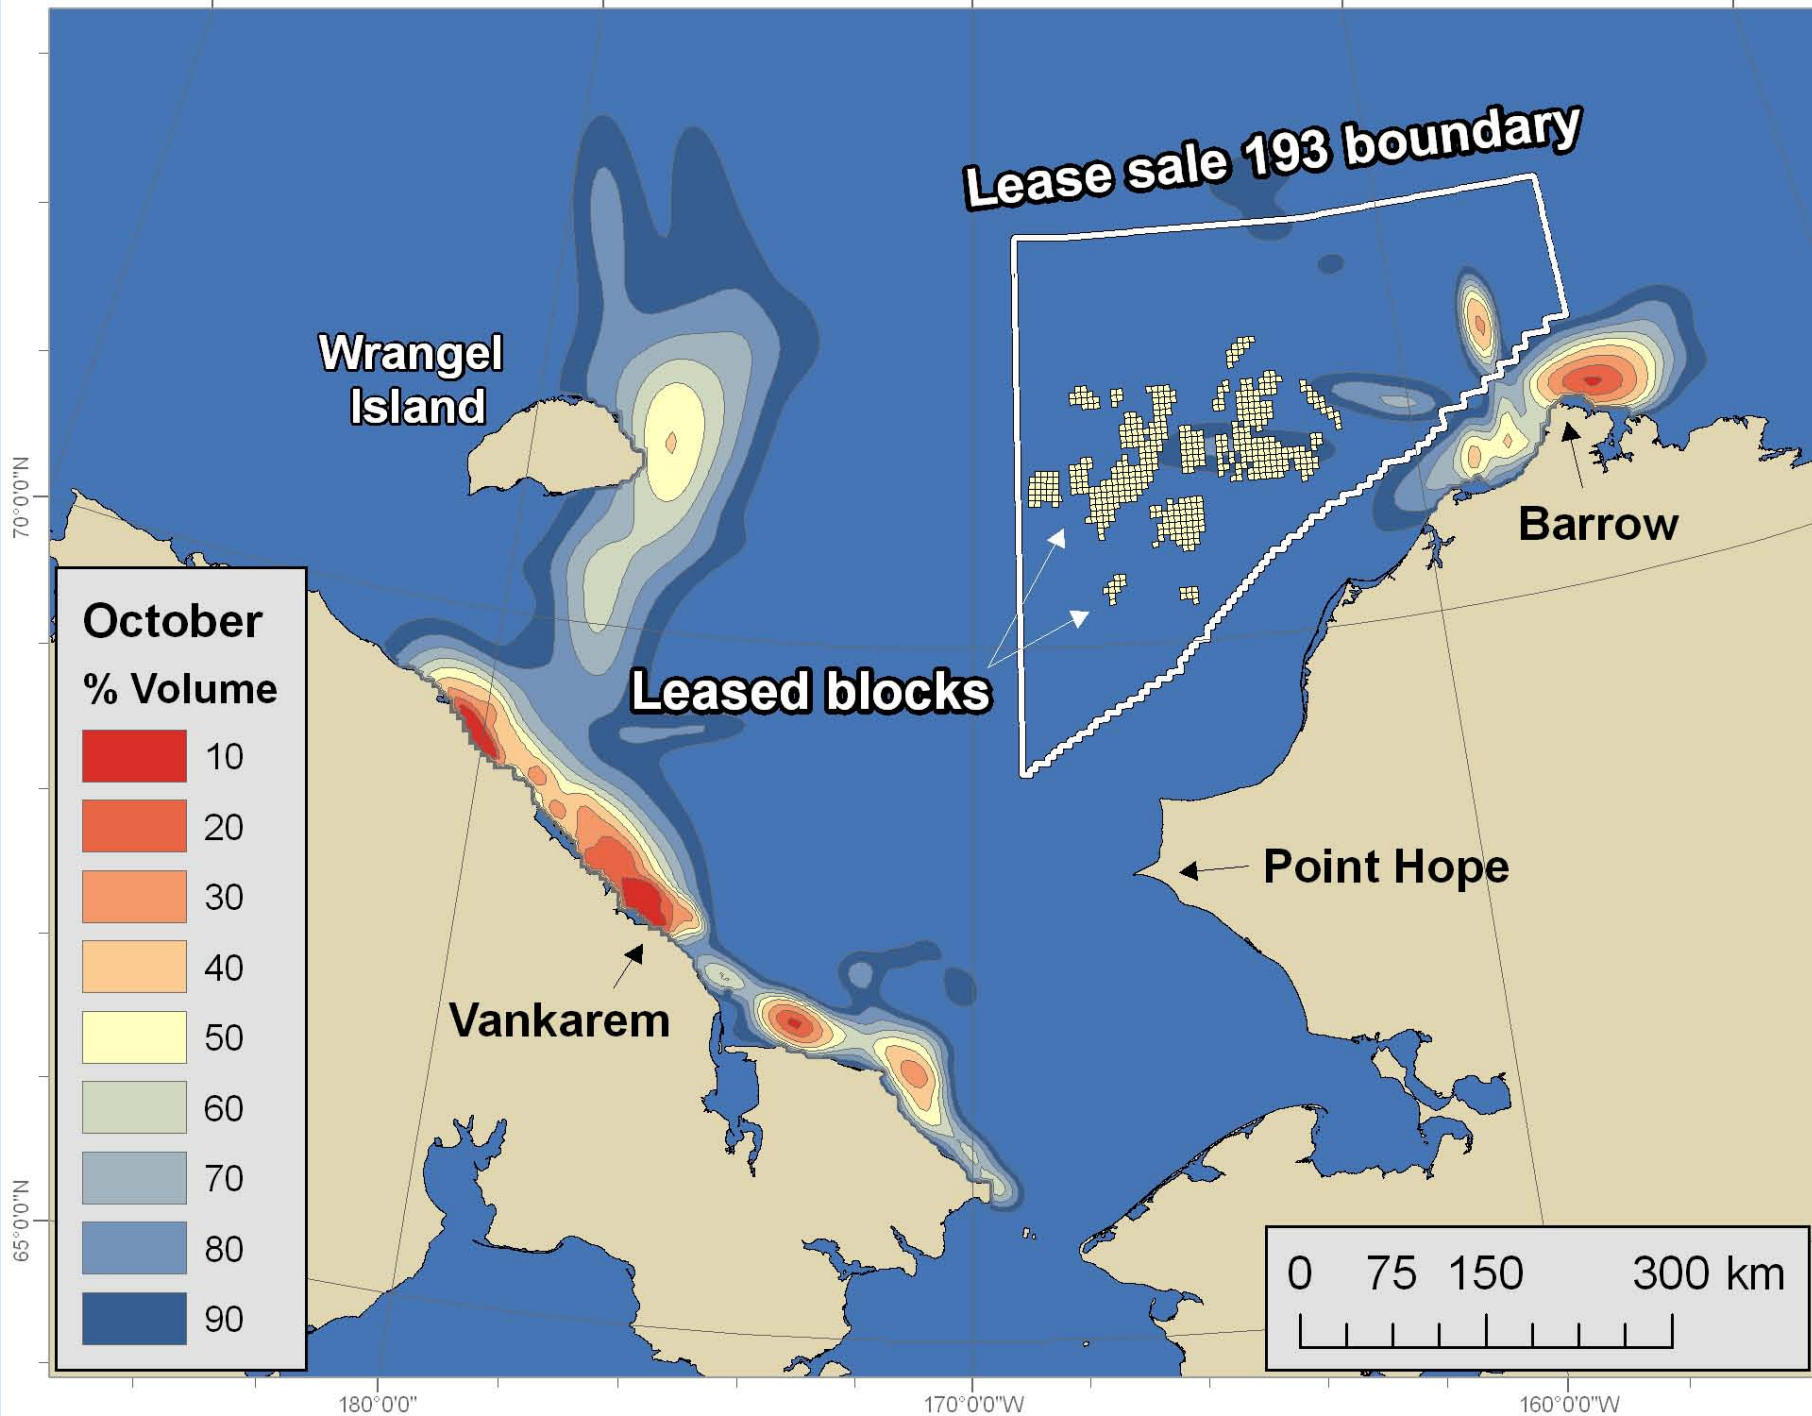 Lease sale 193 boundary
Wrangel
Island
70°0'0"N
Barrow
October
% Volume
10
20
30
40
50
60
70
80
90
Leased blocks
Point Hope
Vankarem
65°0'0"N
0 75 150 300 km
180°0'0" 170°0'0"W 160°0'0"W